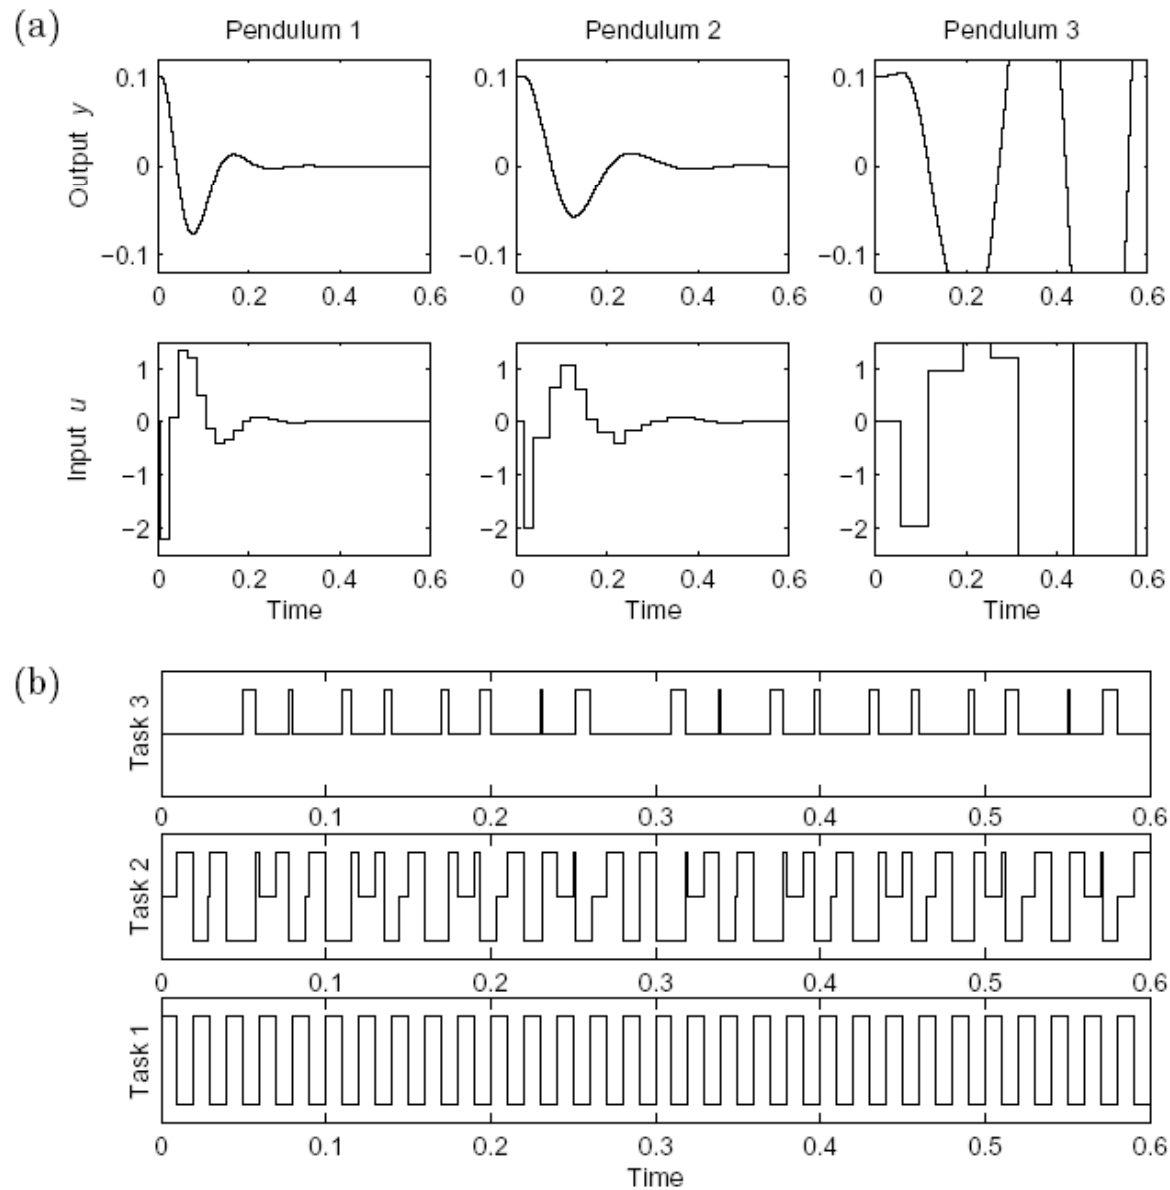 (a)
Pendulum 1 Pendulum 2 Pendulum 3
Output y
0.1 0 −0.1
0 0.2 0.4 0.6
0.1 0 −0.1
0 0.2 0.4 0.6
0.1 0 −0.1
0 0.2 0.4 0.6
Input u
1 0 −1 −2
0 0.2 0.4 0.6
Time
1 0 −1 −2
0 0.2 0.4 0.6
Time
1 0 −1 −2
0 0.2 0.4 0.6
Time
(b)
Task 3
0 0.1 0.2 0.3 0.4 0.5 0.6
Task 2
0 0.1 0.2 0.3 0.4 0.5 0.6
Task 1
0 0.1 0.2 0.3 0.4 0.5 0.6
Time